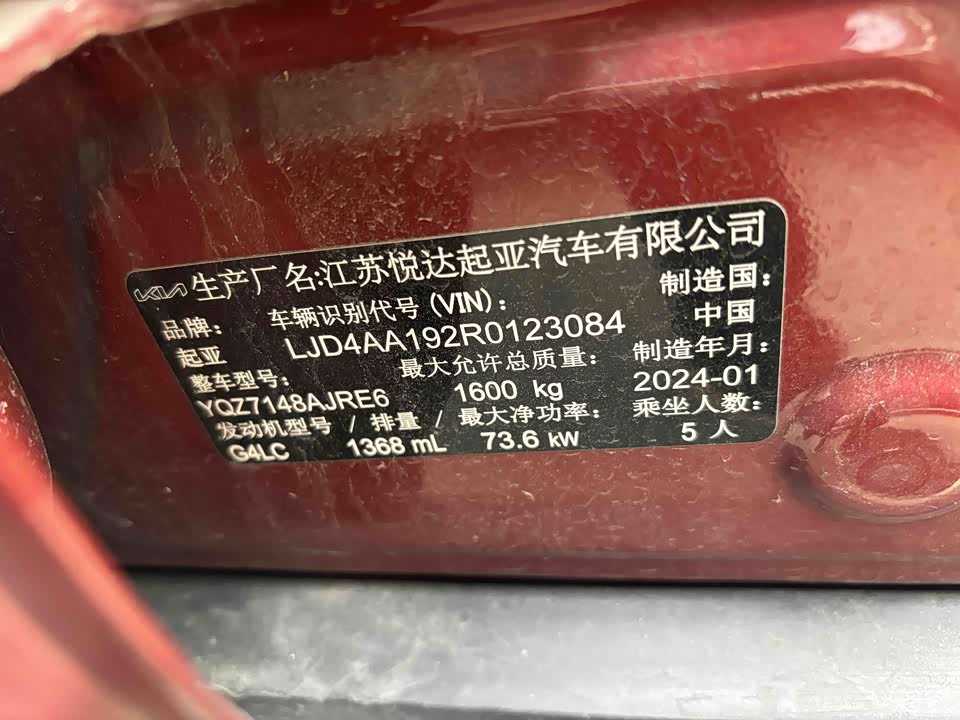 KIA 生产厂名:江苏悦达起亚汽车有限公司
品牌: 车辆识别代号 (VIN): 制造国:
起亚 LJD4AA192R0123084 中国
整车型号: 最大允许总质量: 制造年月:
YQZ7148AJRE6 1600 kg 2024-01
发动机型号 / 排量 / 最大净功率: 乘坐人数:
G4LC 1368 mL 73.6 kW 5 人